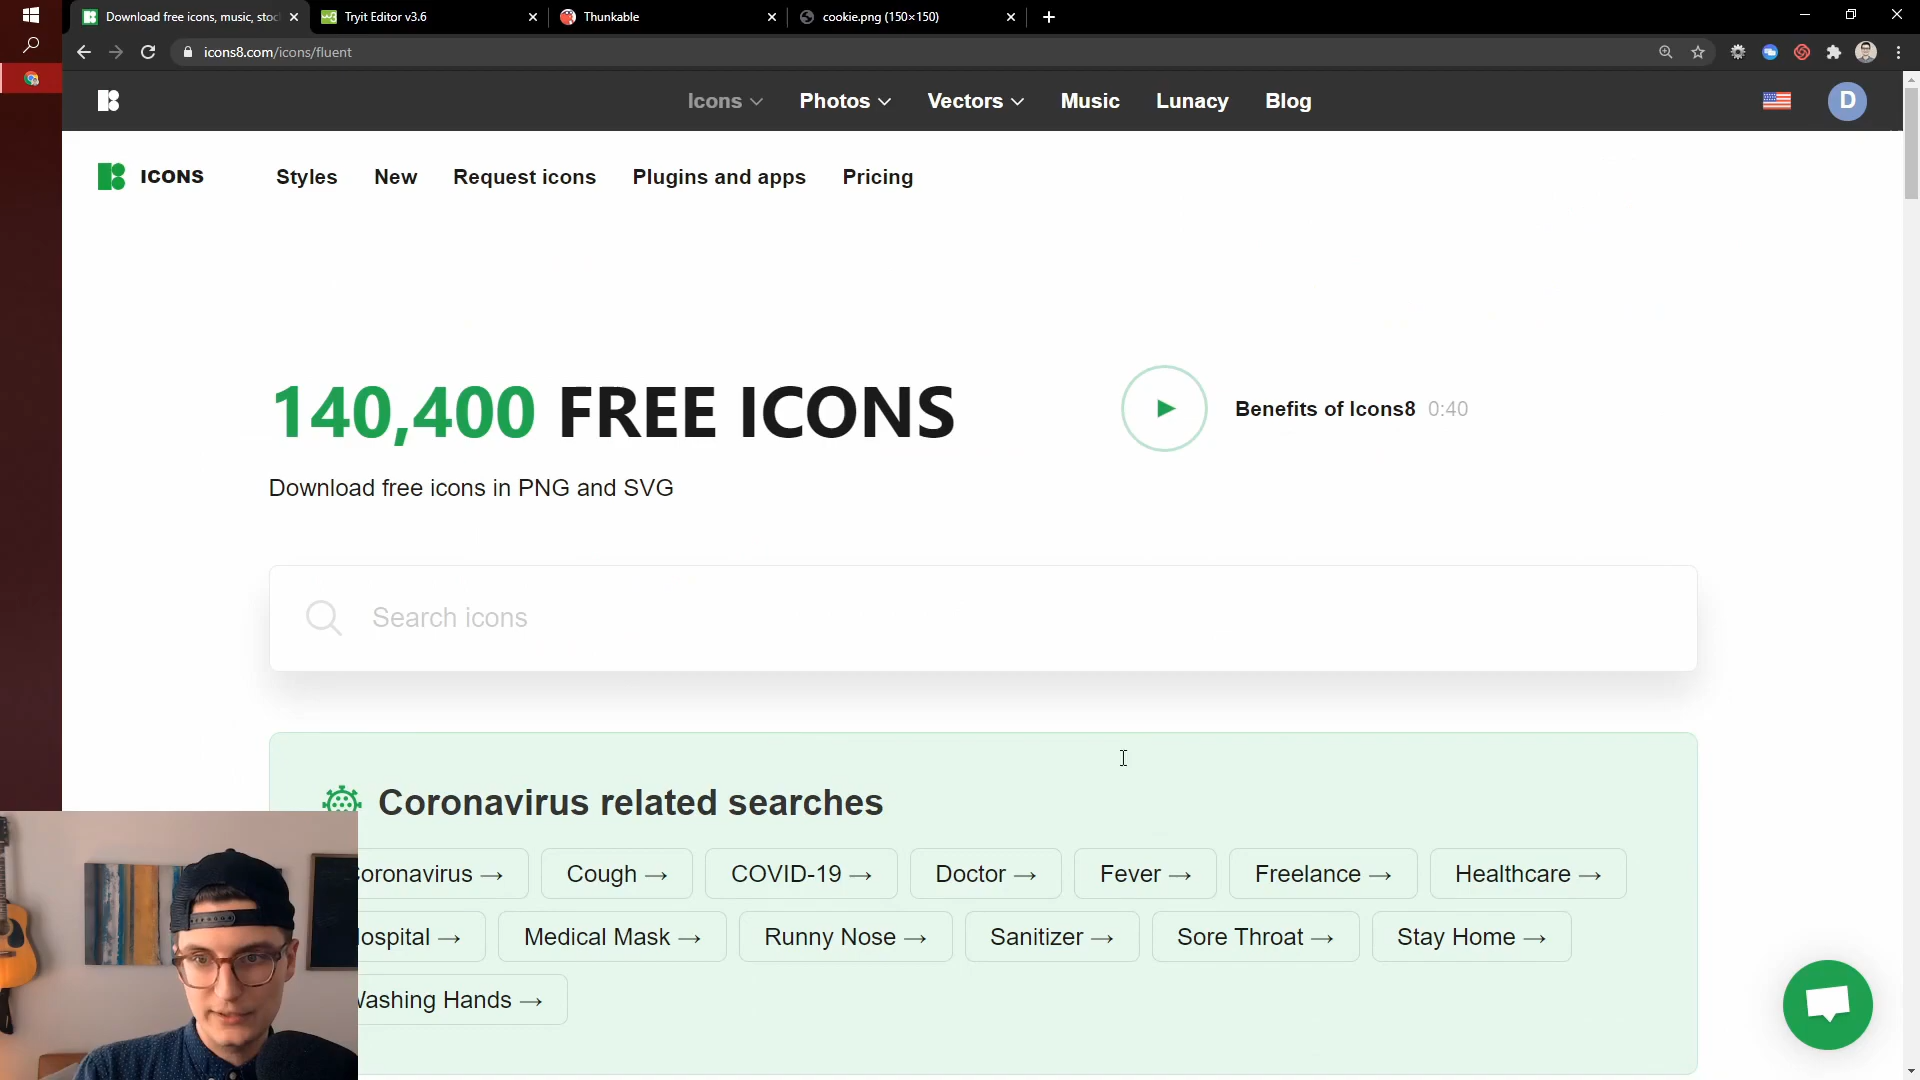 Download free icons, music, stoc
Tryit Editor v3.6
Thunkable
cookie.png (150×150)
icons8.com/icons/fluent
Icons
Photos
Vectors
Music
Lunacy
Blog
D
ICONS
Styles
New
Request icons
Plugins and apps
Pricing
140,400 FREE ICONS
Benefits of Icons8 0:40
Download free icons in PNG and SVG
Search icons
Coronavirus related searches
oronavirus →
Cough →
COVID-19 →
Doctor →
Fever →
Freelance →
Healthcare →
ospital →
Medical Mask →
Runny Nose →
Sanitizer →
Sore Throat →
Stay Home →
Washing Hands →